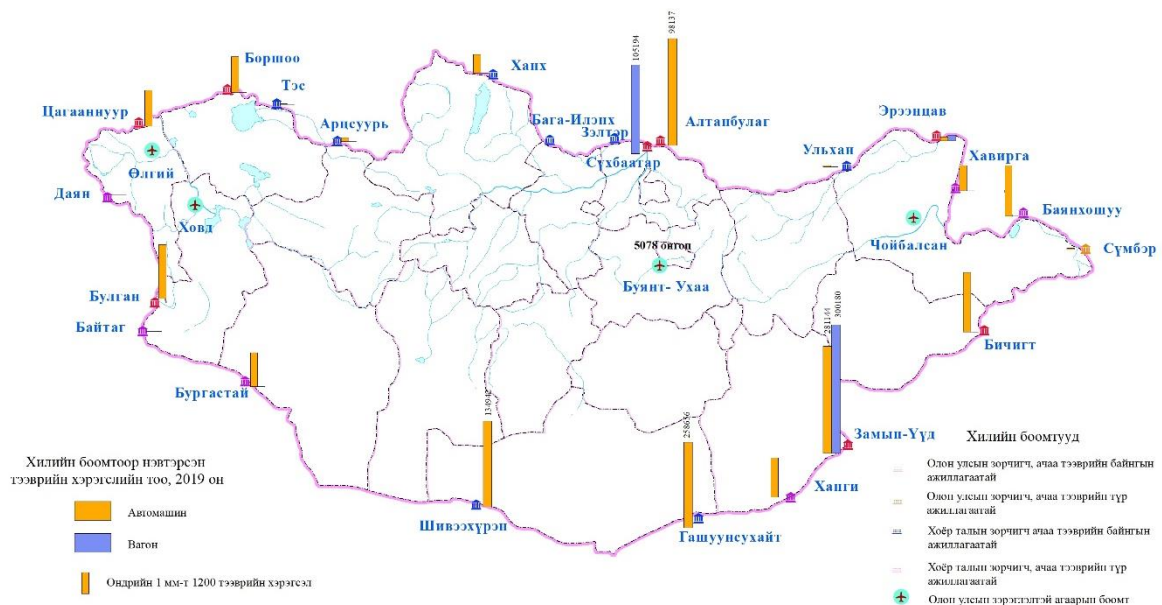 105194
98137
Боршоо
Ханх
Тэс
Цагааннуур
Арцсуурь
Бага-Илэнх
Зэлтэр
Алтанбулаг
Эрээнцав
Сүхбаатар
Ульхан
Хавирга
Өлгий
Даян
Ховд
Баянхошуу
Чойбалсан
Сүмбэр
5078 онгоц
Буянт- Ухаа
Булган
Байтаг
281144
300180
Бичигт
Бургастай
134942
258656
Замын-Үүд
Хилийн боомтууд
Хилийн боомтоор нэвтэрсэн
тээврийн хэрэгслийн тоо, 2019 он
Ханги
Олон улсын зорчигч, ачаа тээврийн байнгын
ажиллагаатай
Автомашин
Шивээхүрэн
Гашуунсухайт
Олон улсын зорчигч, ачаа тээврийн түр
ажиллагаатай
Вагон
Хоёр талын зорчигч ачаа тээврийн байнгын
ажиллагаатай
Өндрийн 1 мм-т 1200 тээврийн хэрэгсэл
Хоёр талын зорчигч, ачаа тээврийн түр
ажиллагаатай
Олон улсын зэрэглэлтэй агаарын боомт